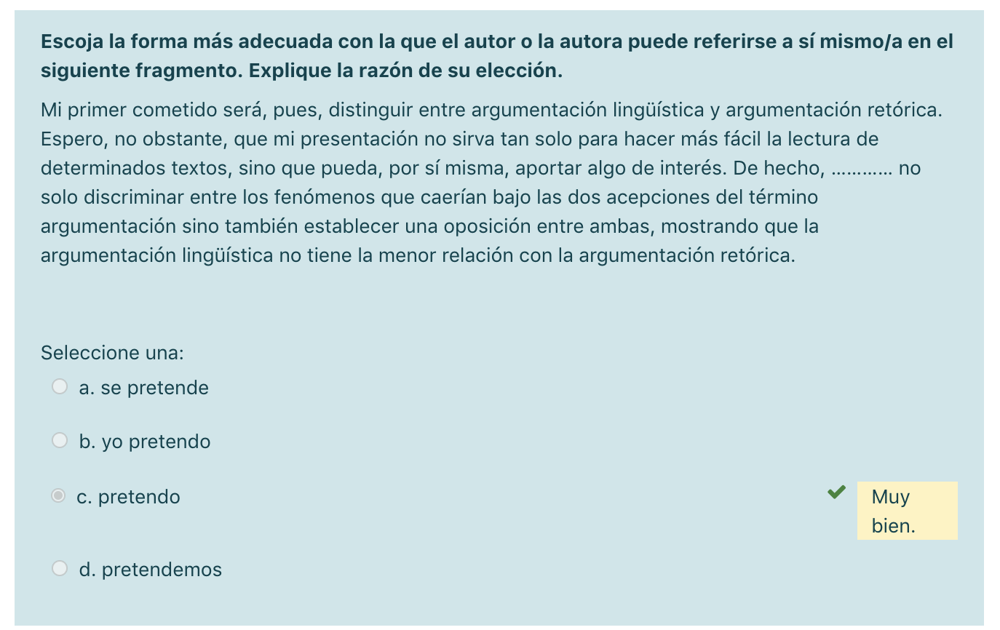 Escoja la forma más adecuada con la que el autor o la autora puede referirse a sí mismo/a en el
siguiente fragmento. Explique la razón de su elección.
Mi primer cometido será, pues, distinguir entre argumentación lingüística y argumentación retórica.
Espero, no obstante, que mi presentación no sirva tan solo para hacer más fácil la lectura de
determinados textos, sino que pueda, por sí misma, aportar algo de interés. De hecho, ............ no
solo discriminar entre los fenómenos que caerían bajo las dos acepciones del término
argumentación sino también establecer una oposición entre ambas, mostrando que la
argumentación lingüística no tiene la menor relación con la argumentación retórica.
Seleccione una:
a. se pretende
b. yo pretendo
c. pretendo
Muy
bien.
d. pretendemos